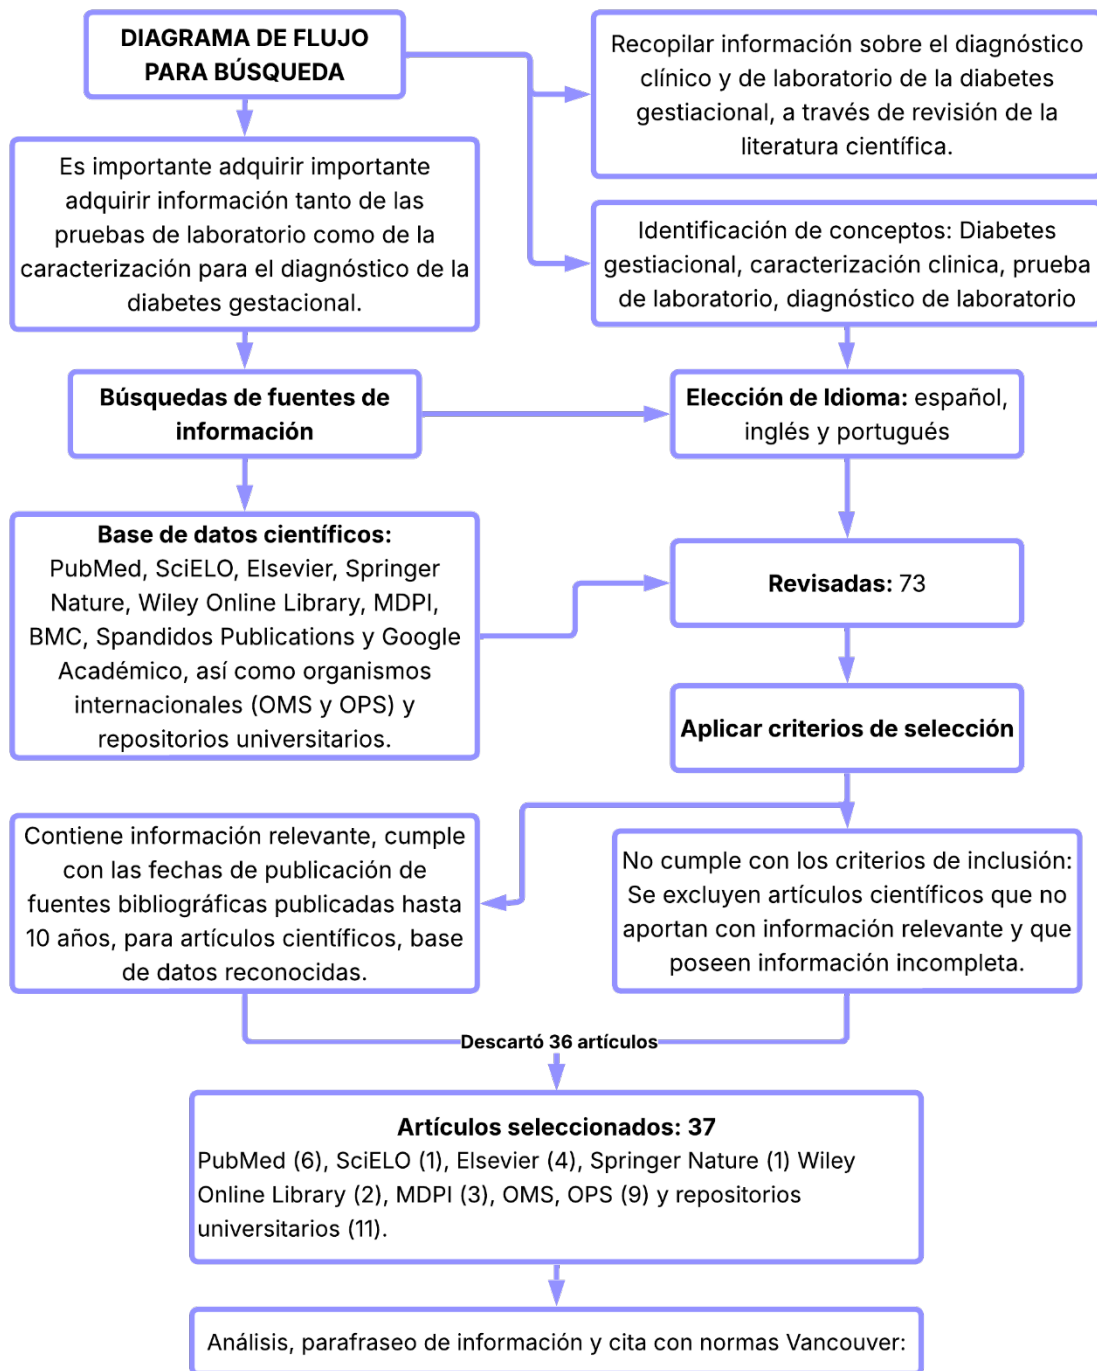 DIAGRAMA DE FLUJO
PARA BÚSQUEDA
Recopilar información sobre el diagnóstico
clínico y de laboratorio de la diabetes
gestiacional, a través de revisión de la
literatura científica.
Es importante adquirir importante
adquirir información tanto de las
pruebas de laboratorio como de la
caracterización para el diagnóstico de la
diabetes gestacional.
Identificación de conceptos: Diabetes
gestiacional, caracterización clinica, prueba
de laboratorio, diagnóstico de laboratorio
Búsquedas de fuentes de
información
Elección de Idioma: español,
inglés y portugués
Base de datos científicos:
PubMed, SciELO, Elsevier, Springer
Nature, Wiley Online Library, MDPI,
BMC, Spandidos Publications y Google
Académico, así como organismos
internacionales (OMS y OPS) y
repositorios universitarios.
Revisadas: 73
Aplicar criterios de selección
Contiene información relevante, cumple
con las fechas de publicación de
fuentes bibliográficas publicadas hasta
10 años, para artículos científicos, base
de datos reconocidas.
No cumple con los criterios de inclusión:
Se excluyen artículos científicos que no
aportan con información relevante y que
poseen información incompleta.
Descartó 36 artículos
Artículos seleccionados: 37
PubMed (6), SciELO (1), Elsevier (4), Springer Nature (1) Wiley
Online Library (2), MDPI (3), OMS, OPS (9) y repositorios
universitarios (11).
Análisis, parafraseo de información y cita con normas Vancouver: